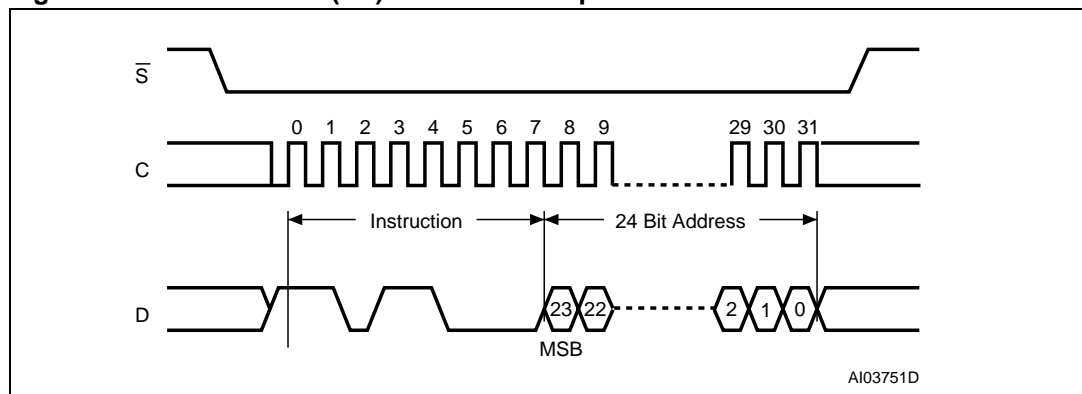 S
0 1 2 3 4 5 6 7 8 9 29 30 31
C
Instruction 24 Bit Address
D
23 22 2 1 0
MSB
AI03751D